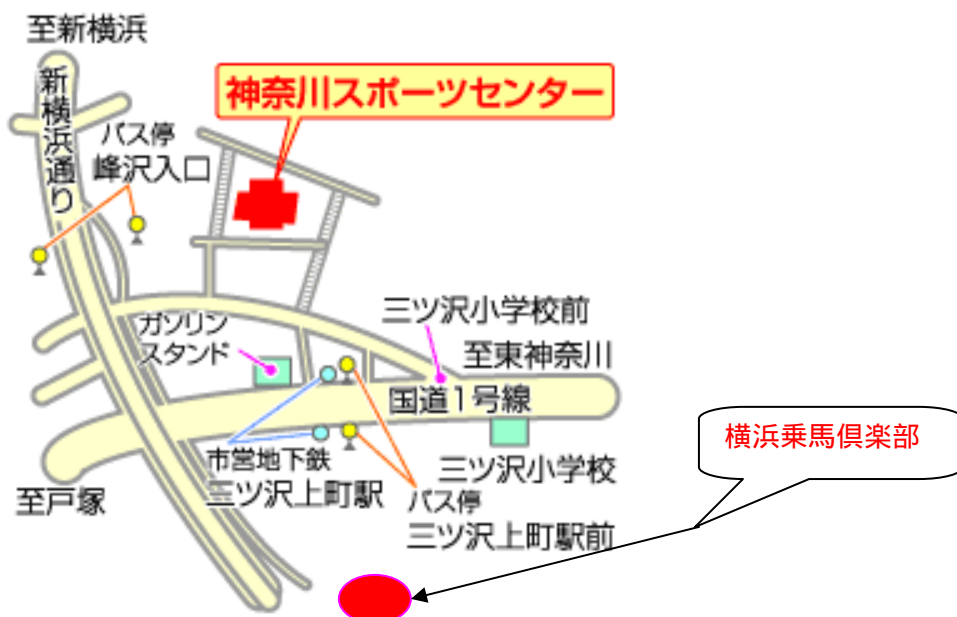 至新横浜
神奈川スポーツセンター
新横浜通り
バス停
峰沢入口
三ツ沢小学校前
ガソリン
スタンド
至東神奈川
国道1号線
横浜乗馬倶楽部
市営地下鉄
三ツ沢上町駅
三ツ沢小学校
至戸塚
バス停
三ツ沢上町駅前